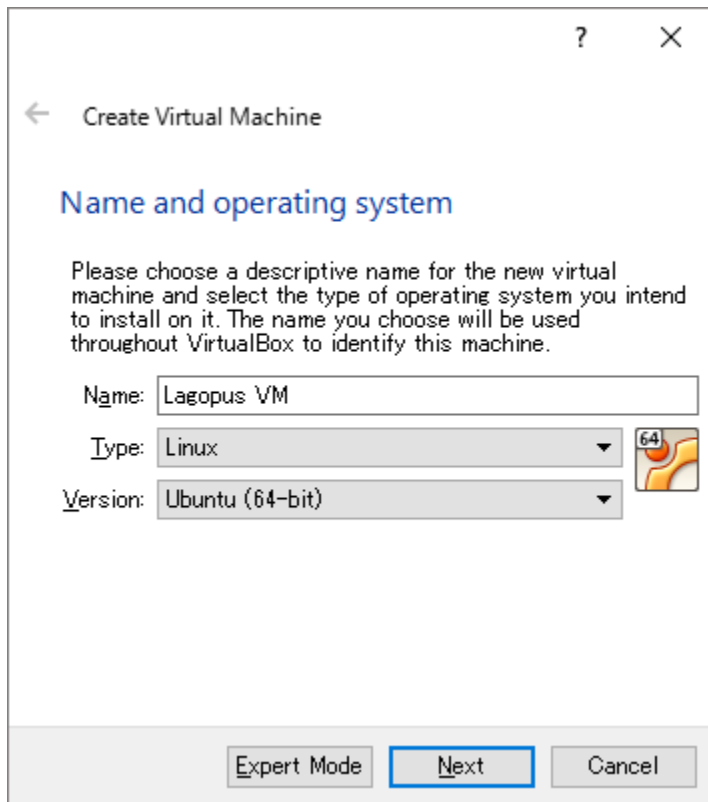 ?
Create Virtual Machine
Name and operating system
Please choose a descriptive name for the new virtual
machine and select the type of operating system you intend
to install on it. The name you choose will be used
throughout VirtualBox to identify this machine.
Name: Lagopus VM
Type: Linux
64
Version: Ubuntu (64-bit)
Expert Mode Next Cancel